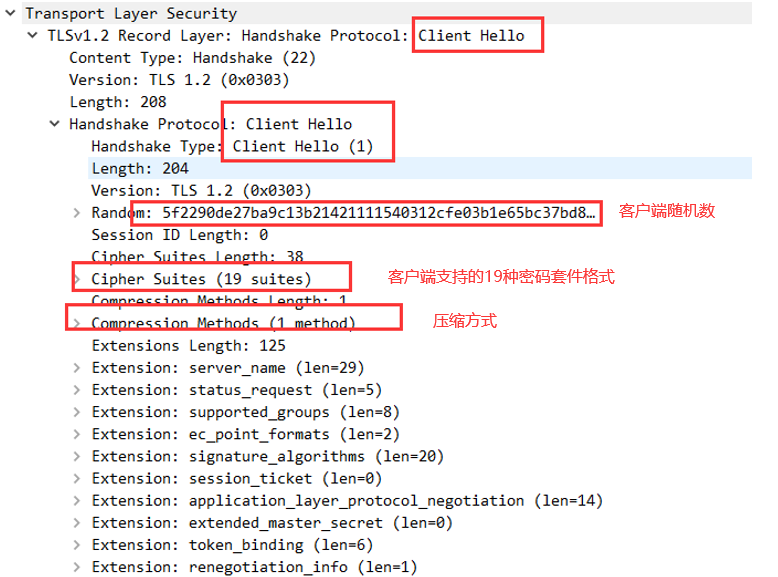 Transport Layer Security
TLSv1.2 Record Layer: Handshake Protocol: Client Hello
Content Type: Handshake (22)
Version: TLS 1.2 (0x0303)
Length: 208
Handshake Protocol: Client Hello
Handshake Type: Client Hello (1)
Length: 204
Version: TLS 1.2 (0x0303)
Random: 5f2290de27ba9c13b21421111540312cfe03b1e65bc37bd8… 客户端随机数
Session ID Length: 0
Cipher Suites Length: 38
Cipher Suites (19 suites) 客户端支持的19种密码套件格式
Compression Methods Length: 1
Compression Methods (1 method) 压缩方式
Extensions Length: 125
Extension: server_name (len=29)
Extension: status_request (len=5)
Extension: supported_groups (len=8)
Extension: ec_point_formats (len=2)
Extension: signature_algorithms (len=20)
Extension: session_ticket (len=0)
Extension: application_layer_protocol_negotiation (len=14)
Extension: extended_master_secret (len=0)
Extension: token_binding (len=6)
Extension: renegotiation_info (len=1)